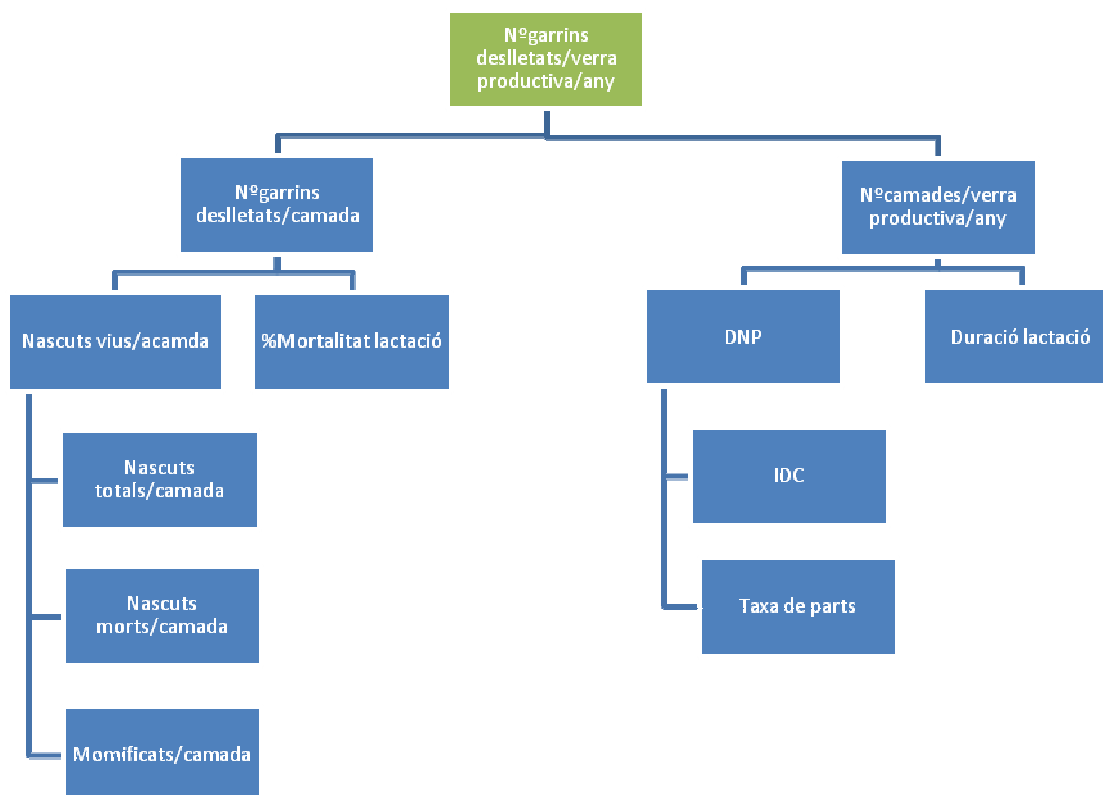 Nºgarrins
deslletats/verra
productiva/any
Nºgarrins
deslletats/camada
Nºcamades/verra
productiva/any
Nascuts vius/acamda
%Mortalitat lactació
DNP
Duració lactació
Nascuts
totals/camada
IDC
Nascuts
morts/camada
Taxa de parts
Momificats/camada